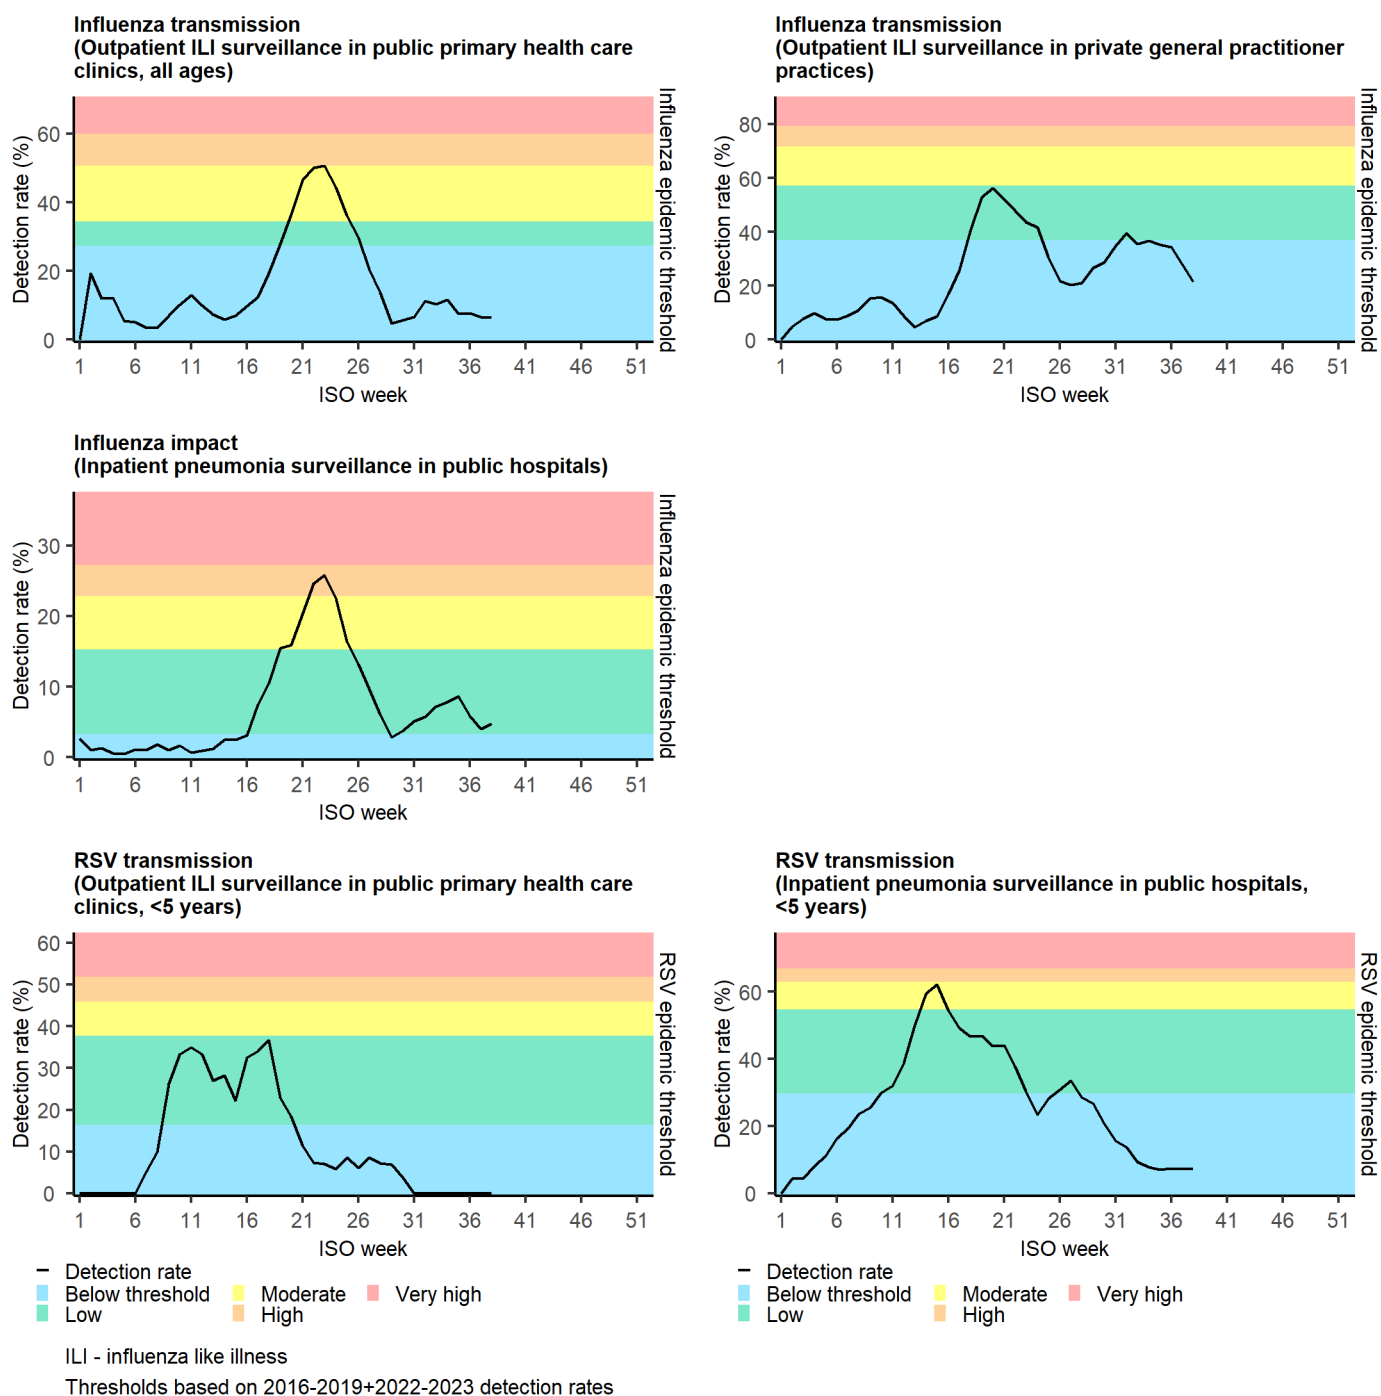 Influenza transmission
(Outpatient ILI surveillance in public primary health care
clinics, all ages)
Detection rate (%)
60
40
20
0
1 6 11 16 21 26 31 36 41 46 51
ISO week
Influenza epidemic threshold
Influenza transmission
(Outpatient ILI surveillance in private general practitioner
practices)
Detection rate (%)
80
60
40
20
0
1 6 11 16 21 26 31 36 41 46 51
ISO week
Influenza epidemic threshold
Influenza impact
(Inpatient pneumonia surveillance in public hospitals)
Detection rate (%)
30
20
10
0
1 6 11 16 21 26 31 36 41 46 51
ISO week
Influenza epidemic threshold
RSV transmission
(Outpatient ILI surveillance in public primary health care
clinics, <5 years)
Detection rate (%)
60
50
40
30
20
10
0
1 6 11 16 21 26 31 36 41 46 51
ISO week
RSV epidemic threshold
RSV transmission
(Inpatient pneumonia surveillance in public hospitals,
<5 years)
Detection rate (%)
60
40
20
0
1 6 11 16 21 26 31 36 41 46 51
ISO week
RSV epidemic threshold
Detection rate
Below threshold Moderate Very high
Low High
Detection rate
Below threshold Moderate Very high
Low High
ILI - influenza like illness
Thresholds based on 2016-2019+2022-2023 detection rates